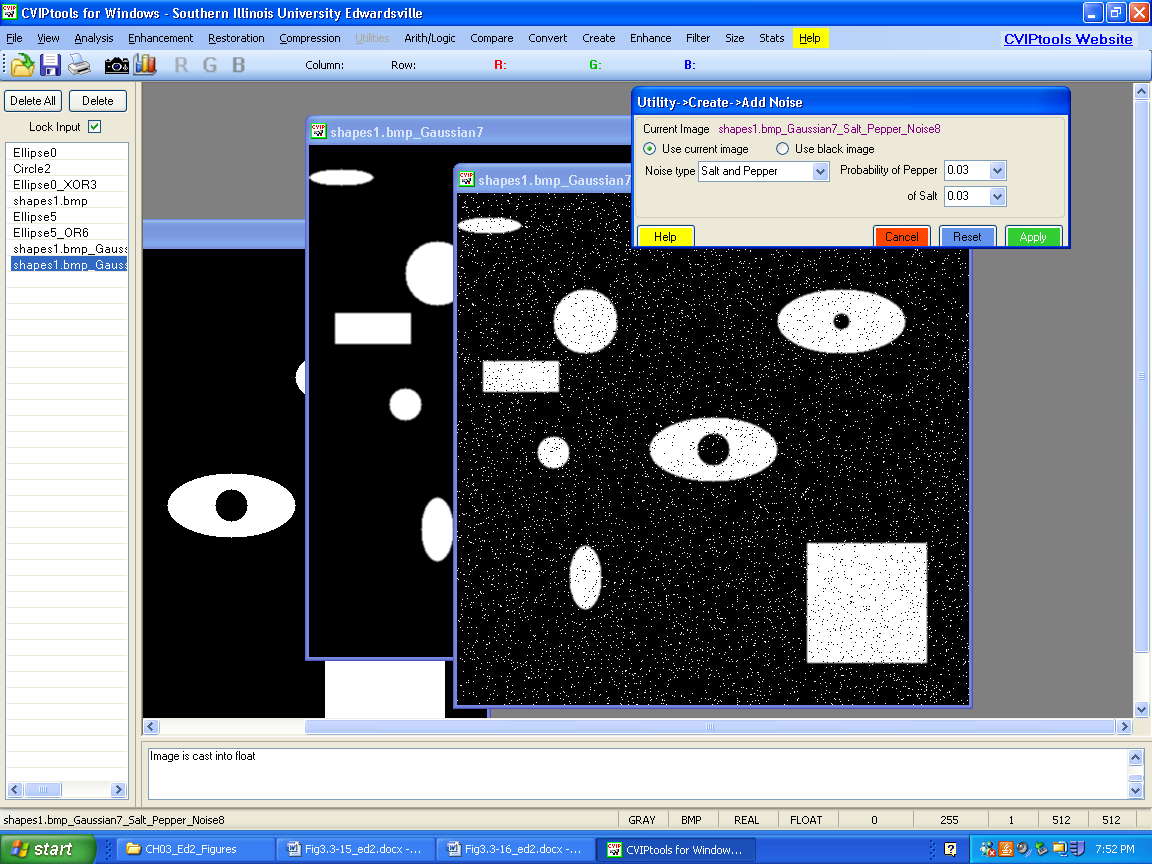 CVIPtools for Windows - Southern Illinois University Edwardsville
File View Analysis Enhancement Restoration Compression Utilities Arith/Logic Compare Convert Create Enhance Filter Size Stats Help CVIPtools Website
R G B Column: Row: R: G: B:
Delete All Delete
Lock Input
Ellipse0
Circle2
Ellipse0_XOR3
shapes1.bmp
Ellipse5
Ellipse5_OR6
shapes1.bmp_Gauss
shapes1.bmp_Gauss
shapes1.bmp_Gaussian7
shapes1.bmp_Gaussian7
Utility->Create->Add Noise
Current Image shapes1.bmp_Gaussian7_Salt_Pepper_Noise8
Use current image Use black image
Noise type Salt and Pepper Probability of Pepper 0.03
of Salt 0.03
Help Cancel Reset Apply
Image is cast into float
shapes1.bmp_Gaussian7_Salt_Pepper_Noise8 GRAY BMP REAL FLOAT 0 255 1 512 512
start CH03_Ed2_Figures Fig3.3-15_ed2.docx -... Fig3.3-16_ed2.docx -... CVIPtools for Window... 7:52 PM